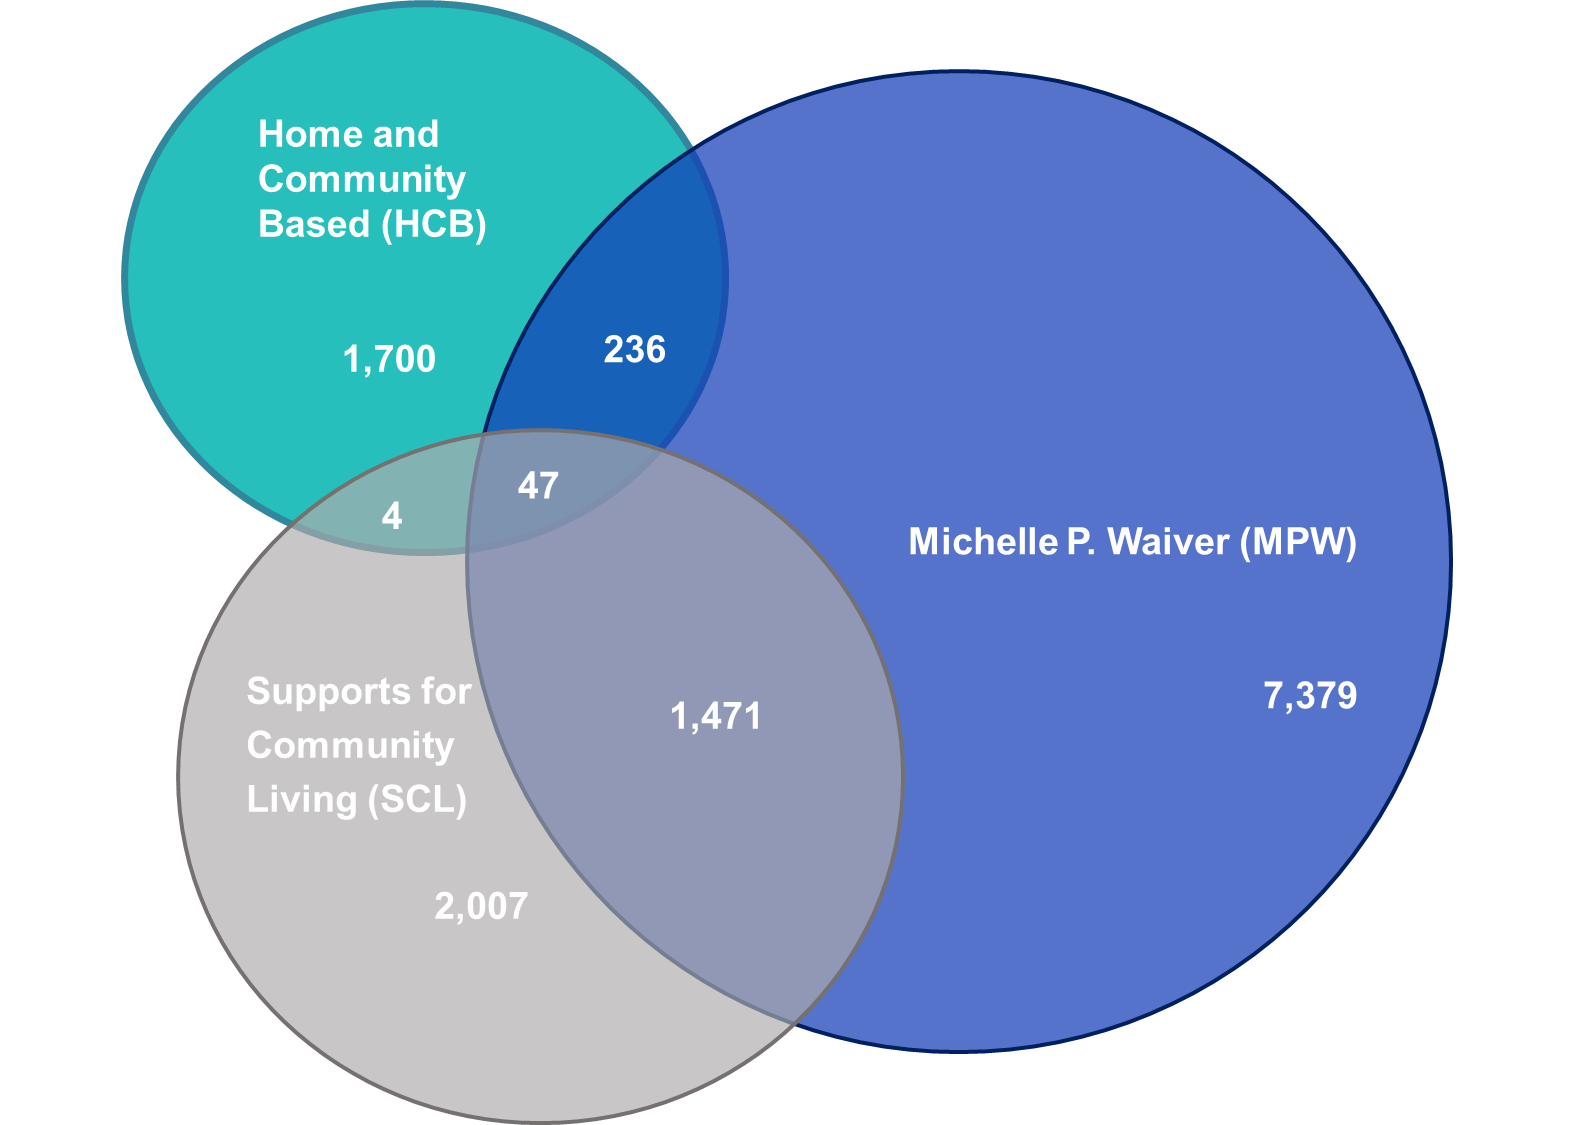 Home and
Community
Based (HCB)
1,700
236
47
4
Michelle P. Waiver (MPW)
7,379
Supports for
Community
Living (SCL)
1,471
2,007